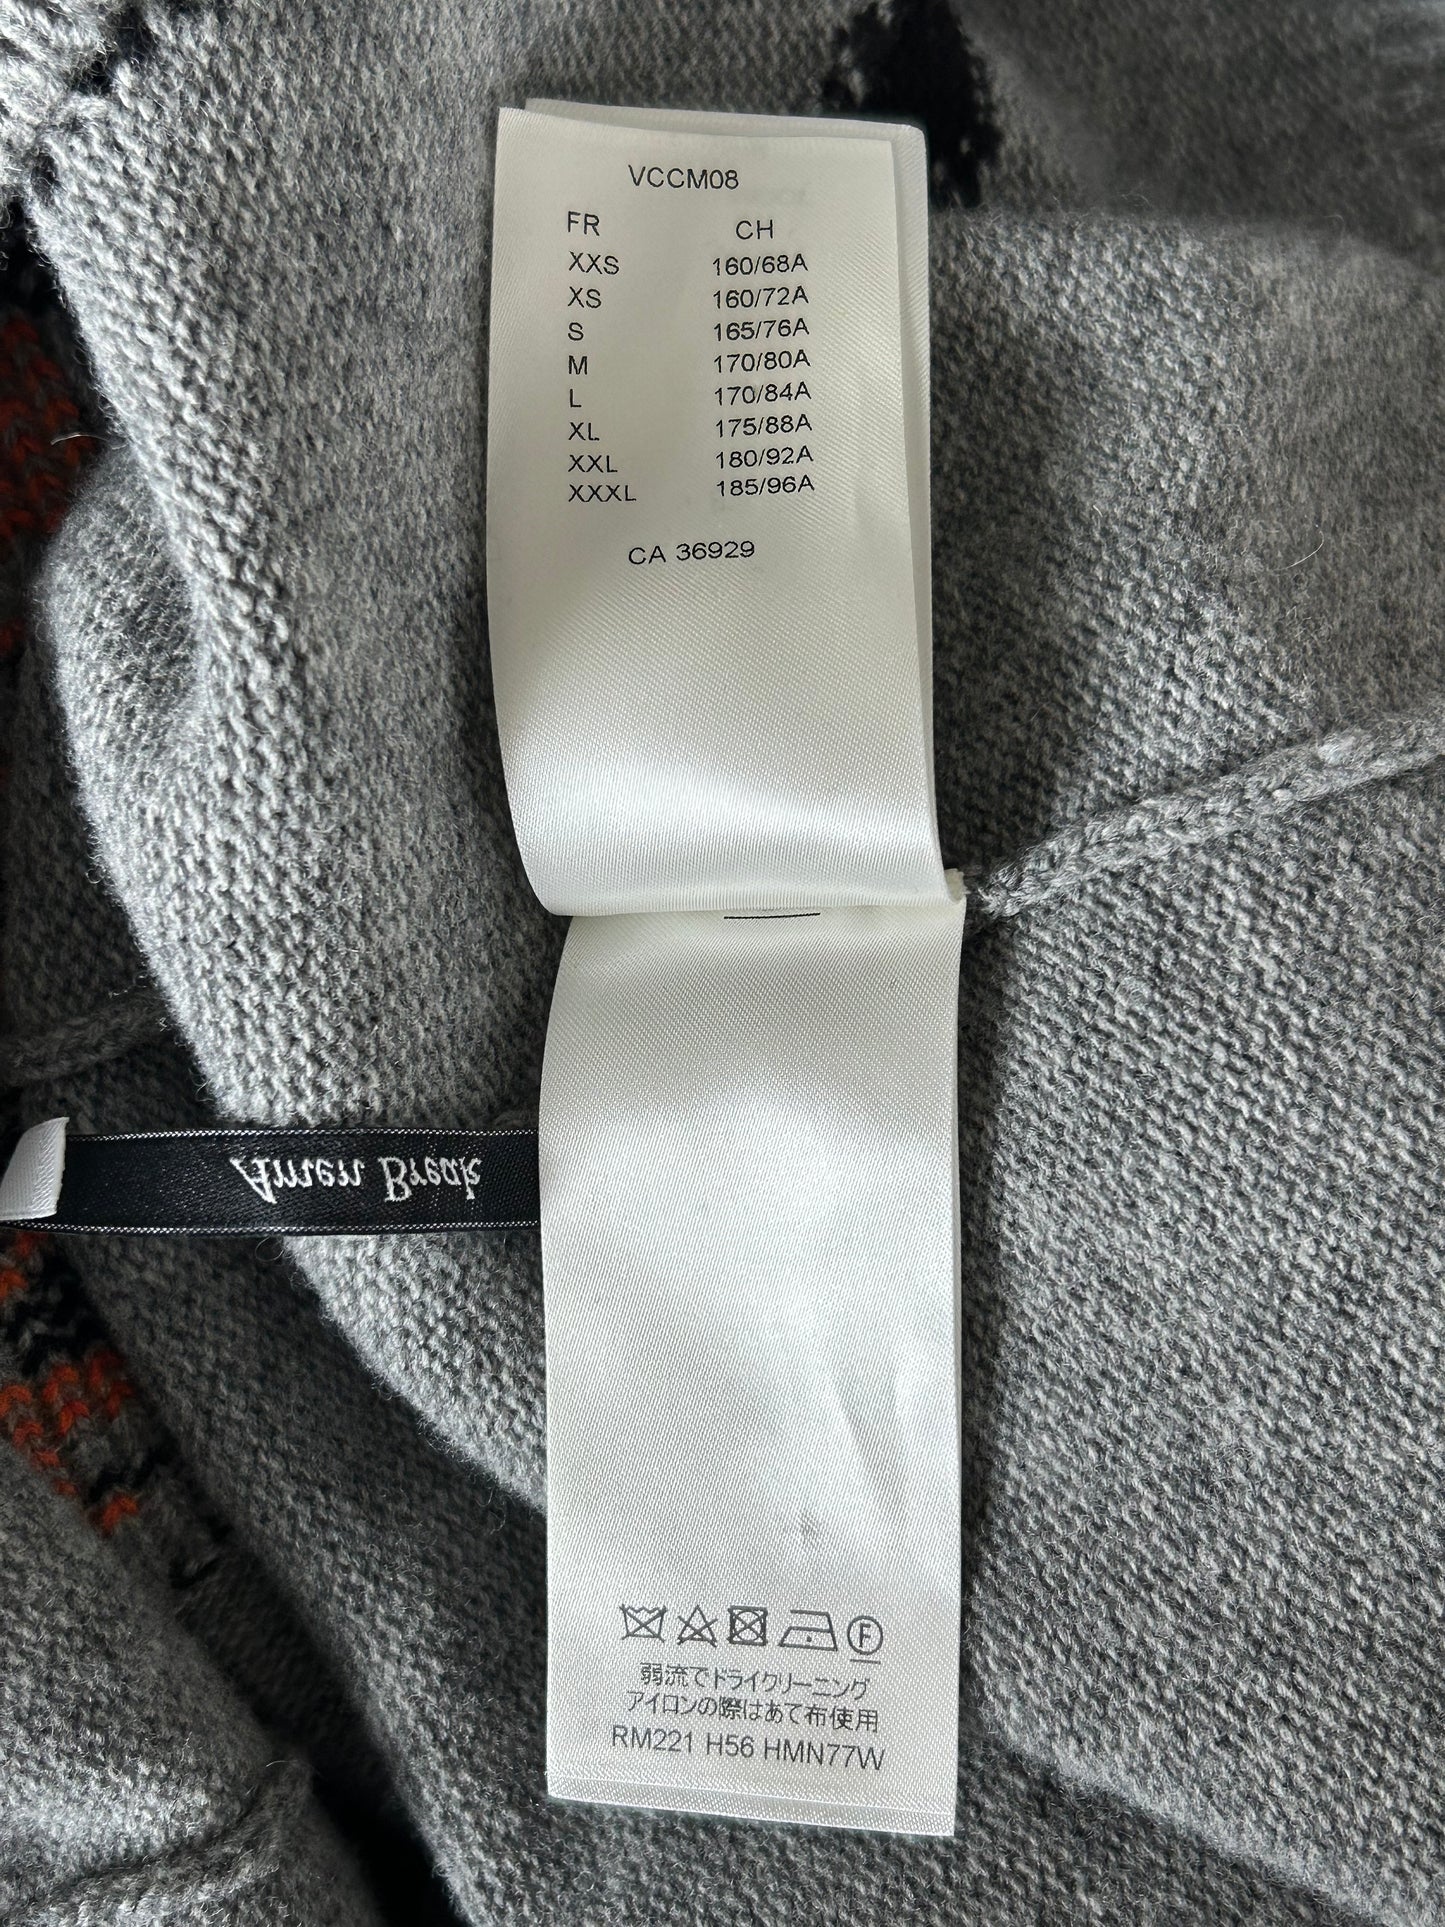 VCCM08
FR CH
XXS 160/68A
XS 160/72A
S 165/76A
M 170/80A
L 170/84A
XL 175/88A
XXL 180/92A
XXXL 185/96A
CA 36929
Amen Break
F
弱流でドライクリーニング
アイロンの際はあて布使用
RM221 H56 HMN77W